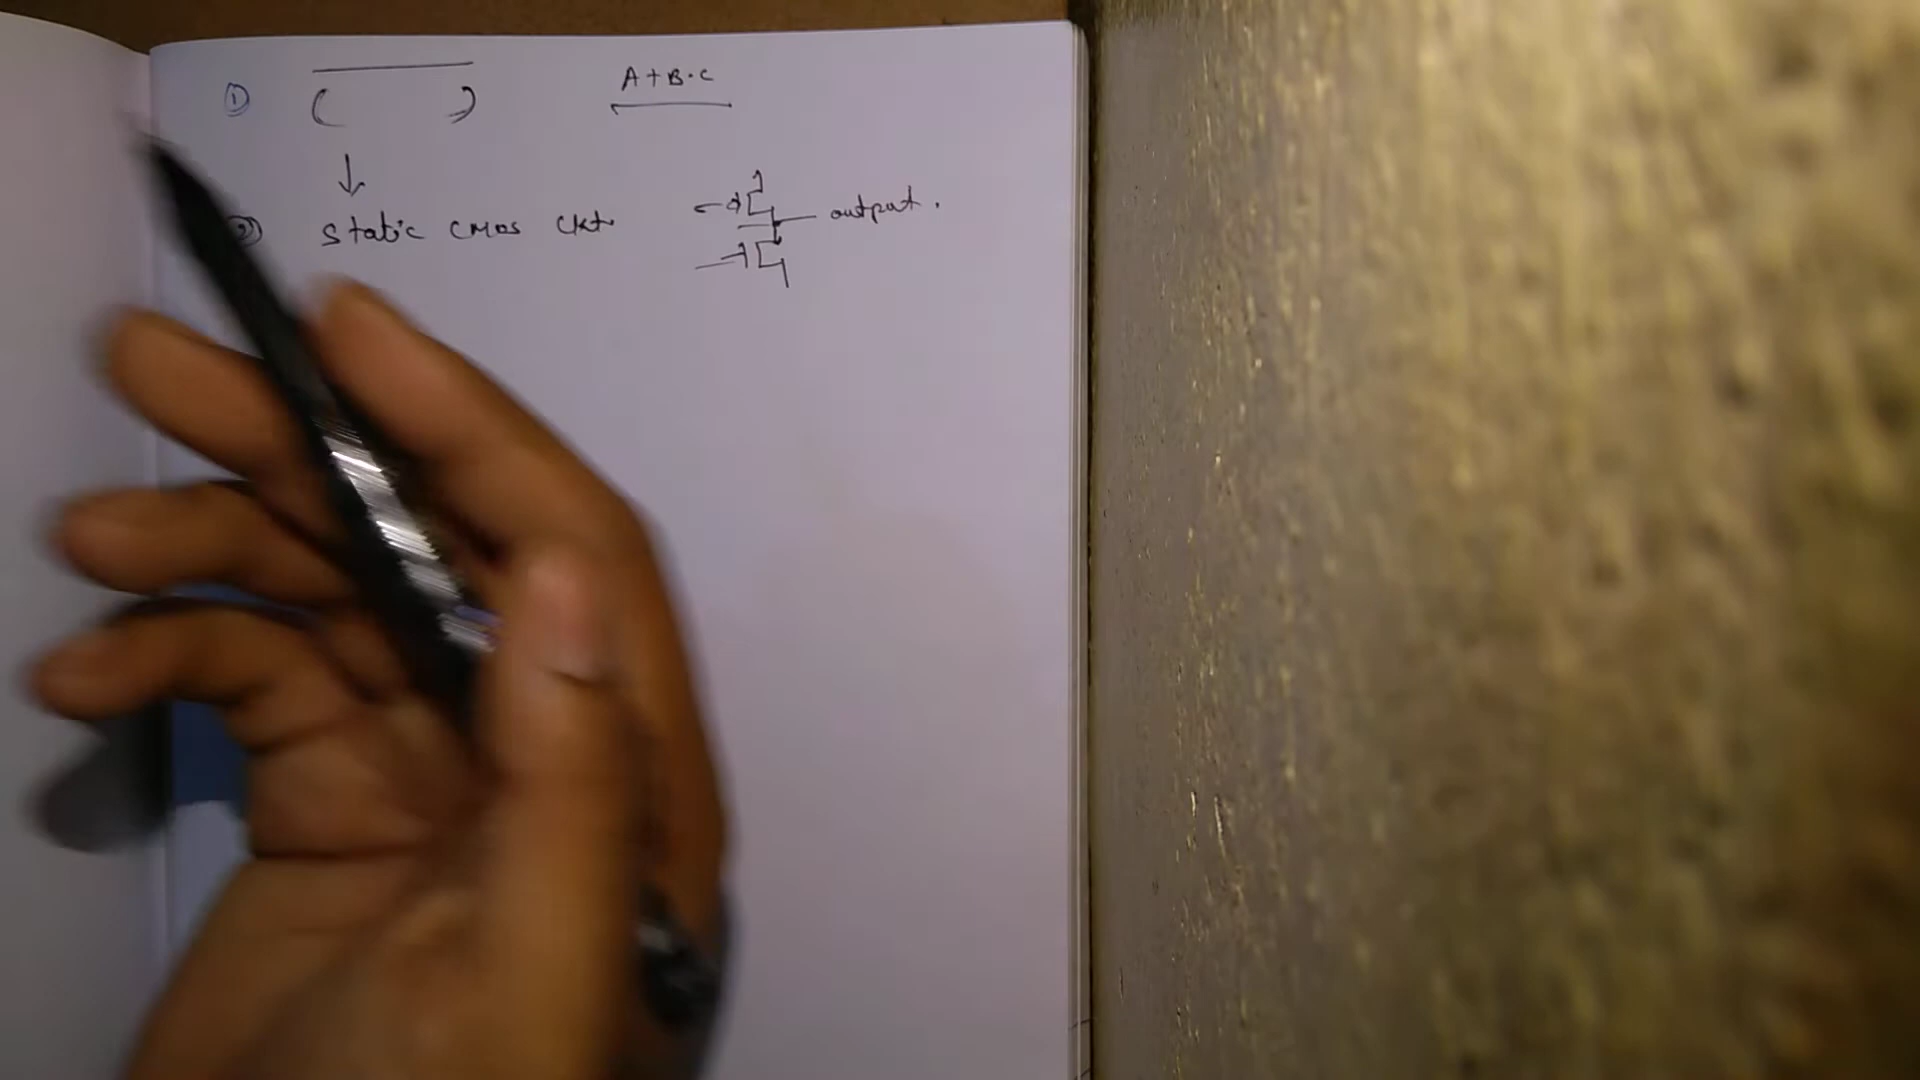 ① (      ) A+B·C
② static CMOS Ckt output.